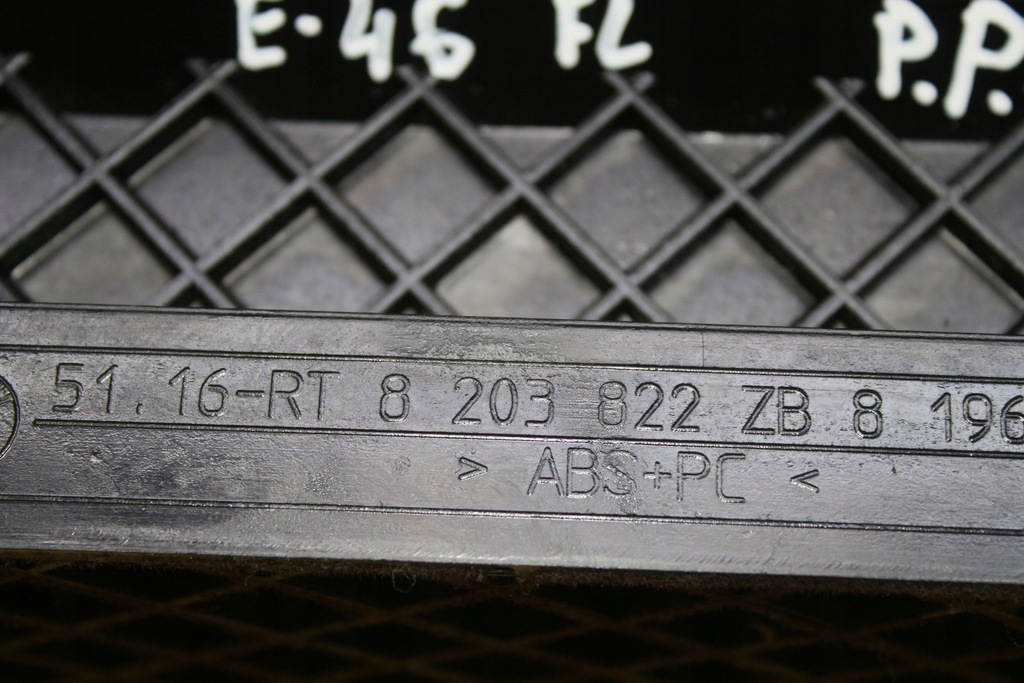 E-46 FL P.P.
51.16-RT 8 203 822 ZB 8 196
> ABS+PC <